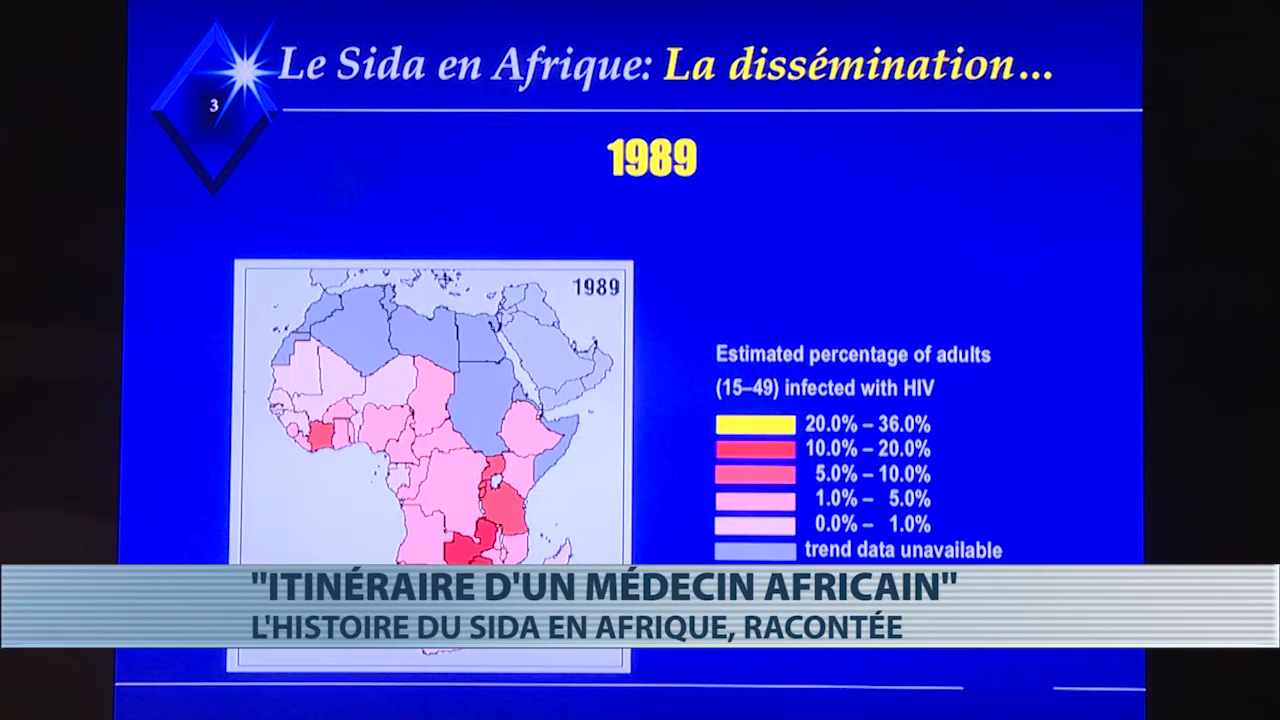 Le Sida en Afrique: La dissémination...
3
1989
1989
Estimated percentage of adults
(15–49) infected with HIV
20.0% – 36.0%
10.0% – 20.0%
5.0% – 10.0%
1.0% – 5.0%
0.0% – 1.0%
trend data unavailable
"ITINÉRAIRE D'UN MÉDECIN AFRICAIN"
L'HISTOIRE DU SIDA EN AFRIQUE, RACONTÉE